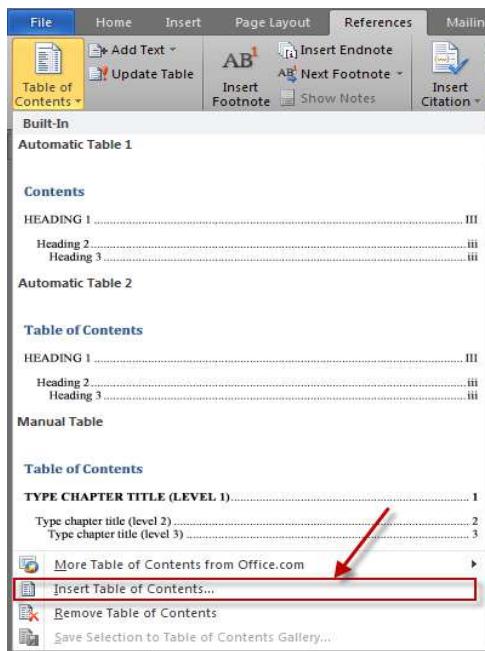 File Home Insert Page Layout References Mailin
Add Text
Update Table
Table of Contents
AB1
Insert Footnote
Insert Endnote
AB1 Next Footnote
Show Notes
Insert Citation
Built-In
Automatic Table 1
Contents
HEADING 1 ........ III
Heading 2 ........ iii
Heading 3 ........ iii
Automatic Table 2
Table of Contents
HEADING 1 ........ III
Heading 2 ........ iii
Heading 3 ........ iii
Manual Table
Table of Contents
TYPE CHAPTER TITLE (LEVEL 1) ........ 1
Type chapter title (level 2) ........ 2
Type chapter title (level 3) ........ 3
More Table of Contents from Office.com
Insert Table of Contents...
Remove Table of Contents
Save Selection to Table of Contents Gallery...